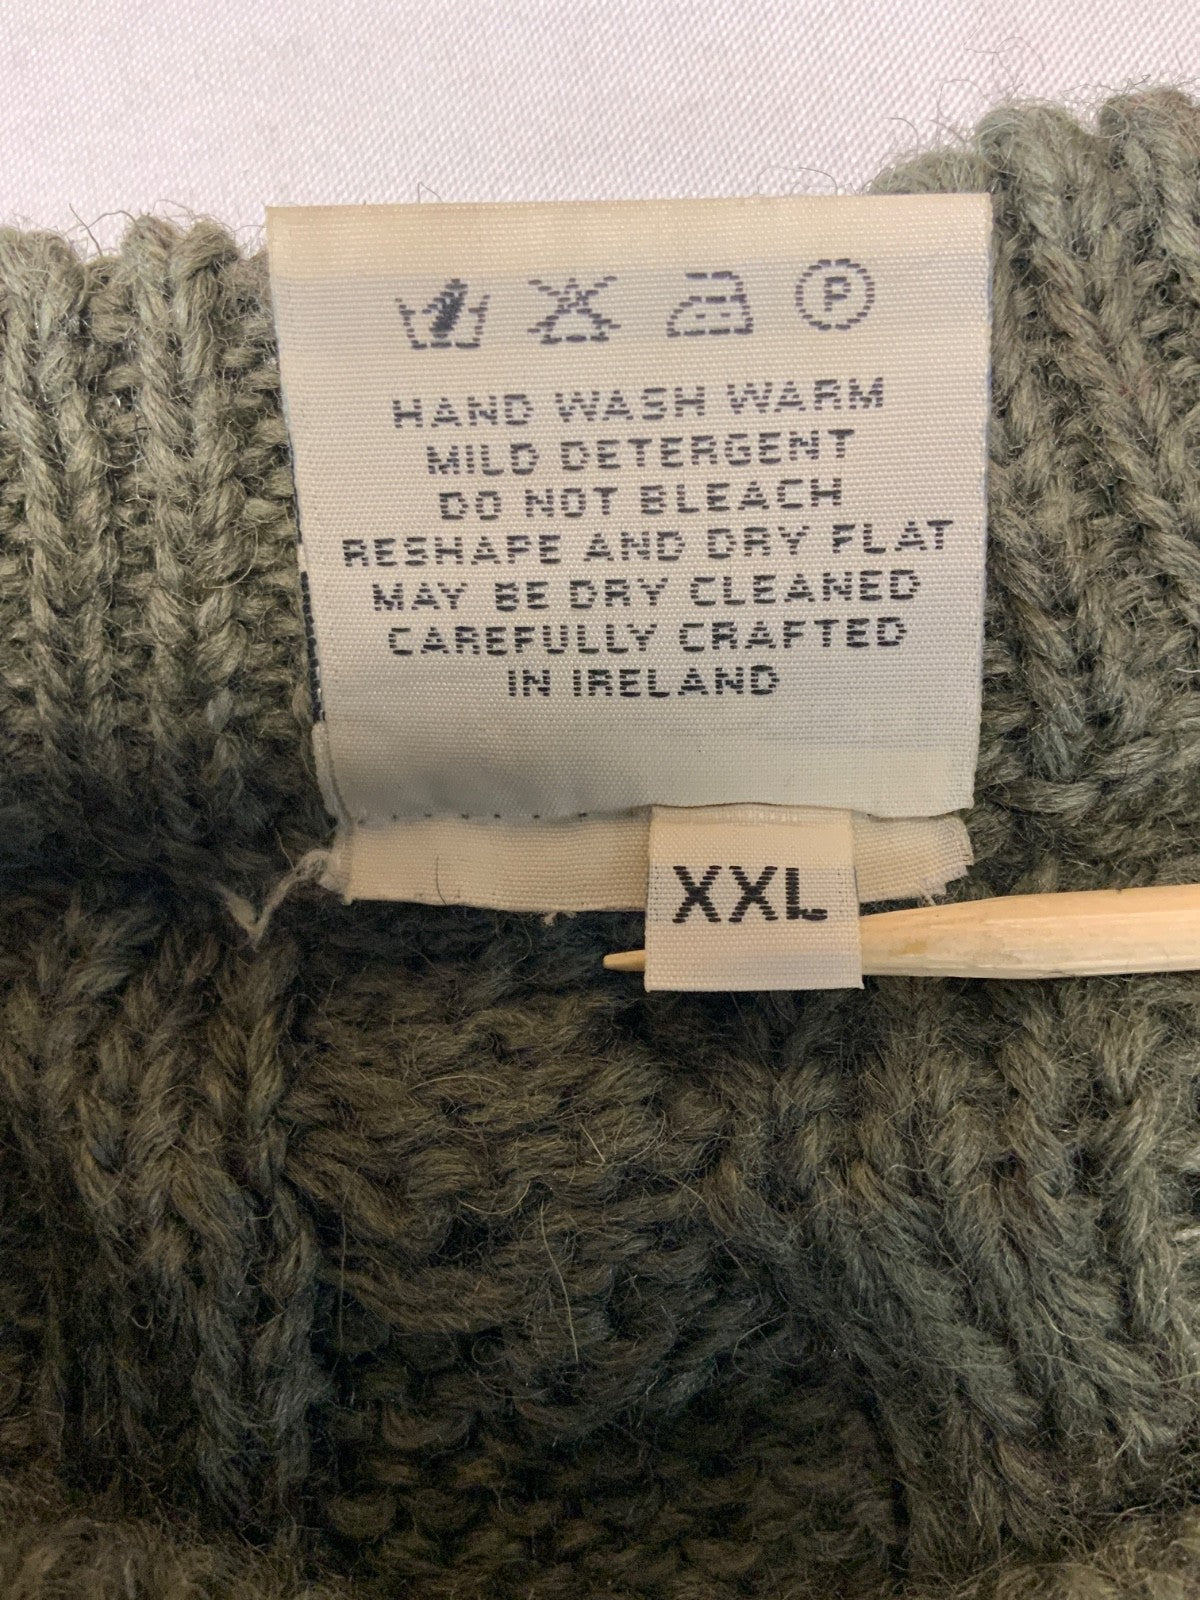 P
HAND WASH WARM
MILD DETERGENT
DO NOT BLEACH
RESHAPE AND DRY FLAT
MAY BE DRY CLEANED
CAREFULLY CRAFTED
IN IRELAND
XXL